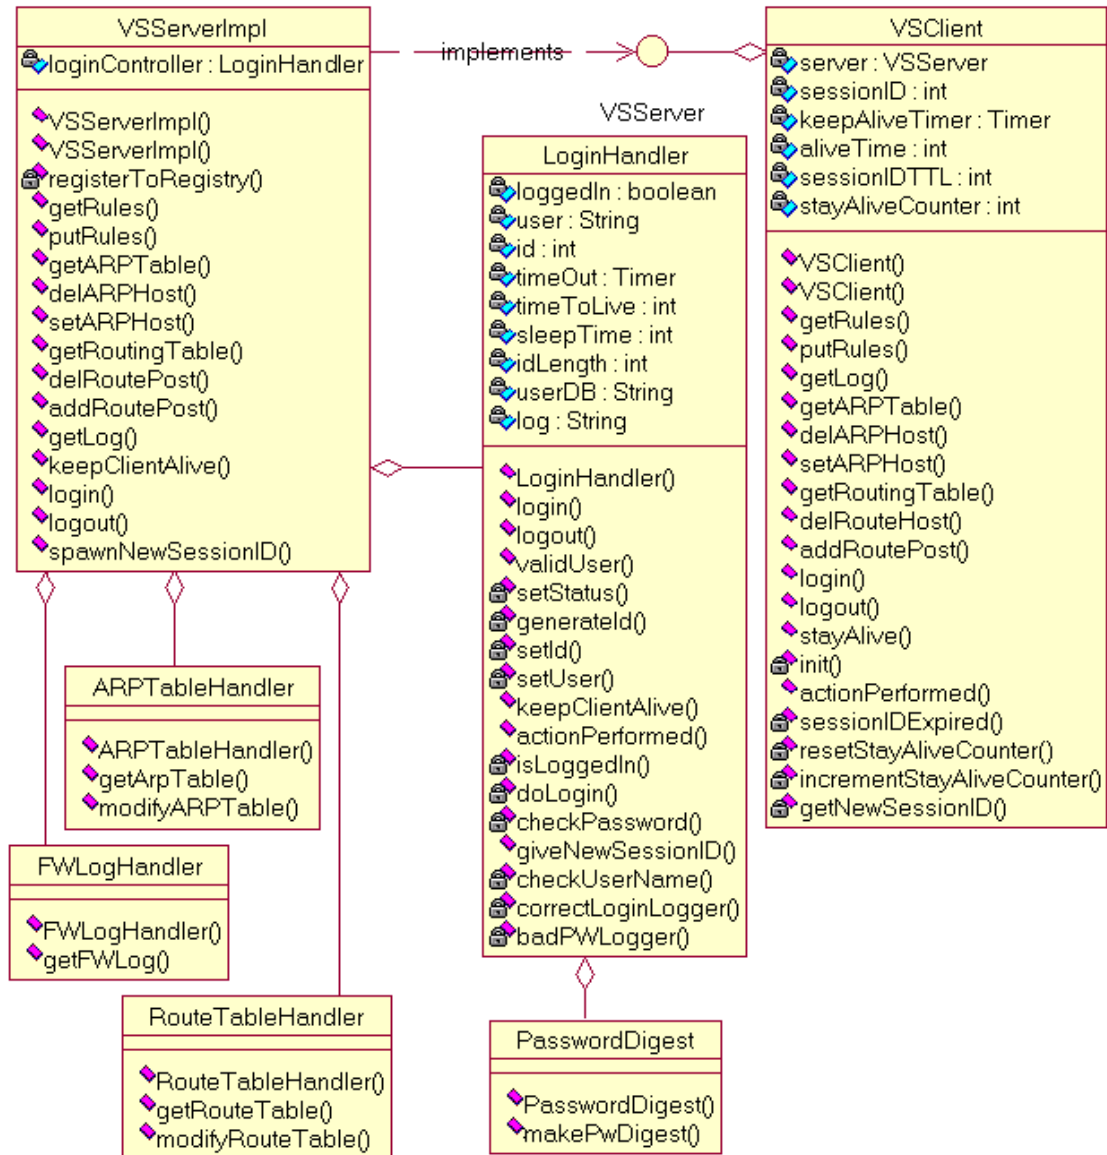 VSServerImpl
loginController : LoginHandler
VSServerImpl()
VSServerImpl()
registerToRegistry()
getRules()
putRules()
getARPTable()
delARPHost()
setARPHost()
getRoutingTable()
delRoutePost()
addRoutePost()
getLog()
keepClientAlive()
login()
logout()
spawnNewSessionID()
implements
VSServer
VSClient
server : VSServer
sessionID : int
keepAliveTimer : Timer
aliveTime : int
sessionIDTTL : int
stayAliveCounter : int
VSClient()
VSClient()
getRules()
putRules()
getLog()
getARPTable()
delARPHost()
setARPHost()
getRoutingTable()
delRouteHost()
addRoutePost()
login()
logout()
stayAlive()
init()
actionPerformed()
sessionIDExpired()
resetStayAliveCounter()
incrementStayAliveCounter()
getNewSessionID()
LoginHandler
loggedIn : boolean
user : String
id : int
timeOut : Timer
timeToLive : int
sleepTime : int
idLength : int
userDB : String
log : String
LoginHandler()
login()
logout()
validUser()
setStatus()
generateId()
setId()
setUser()
keepClientAlive()
actionPerformed()
isLoggedIn()
doLogin()
checkPassword()
giveNewSessionID()
checkUserName()
correctLoginLogger()
badPWLogger()
ARPTableHandler
ARPTableHandler()
getArpTable()
modifyARPTable()
FWLogHandler
FWLogHandler()
getFWLog()
RouteTableHandler
RouteTableHandler()
getRouteTable()
modifyRouteTable()
PasswordDigest
PasswordDigest()
makePwDigest()